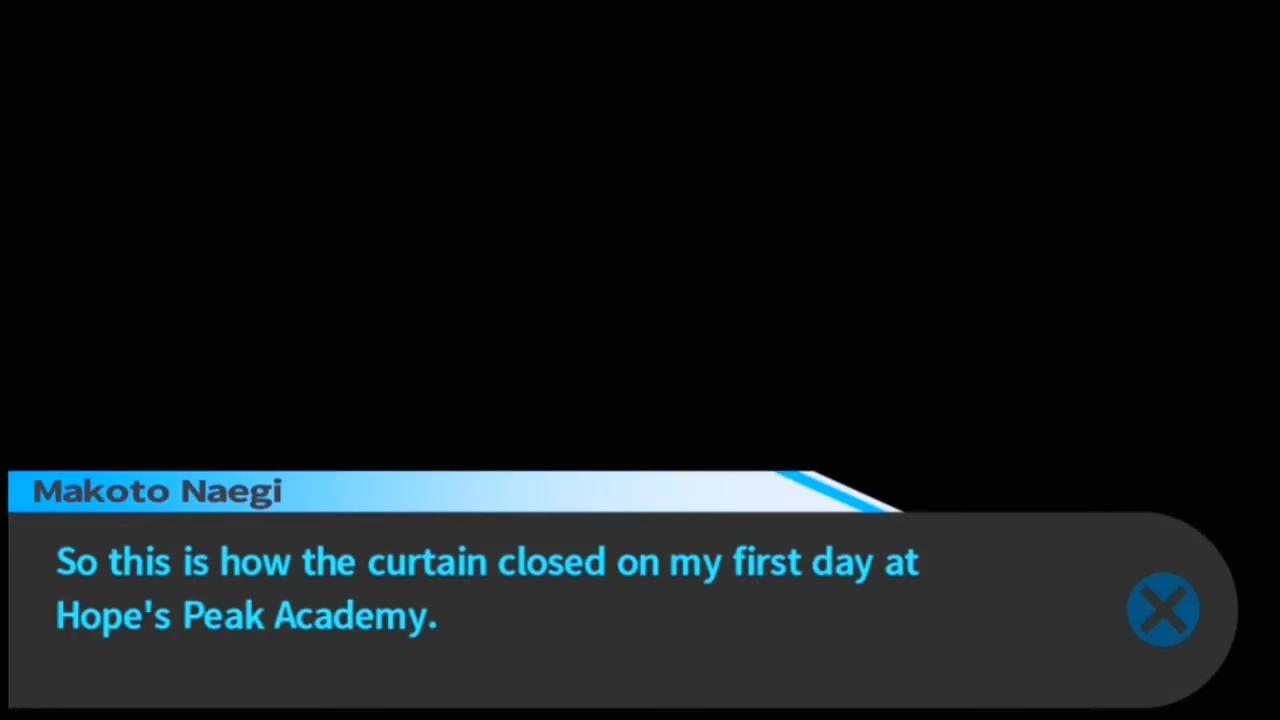 Makoto Naegi
So this is how the curtain closed on my first day at
Hope's Peak Academy.